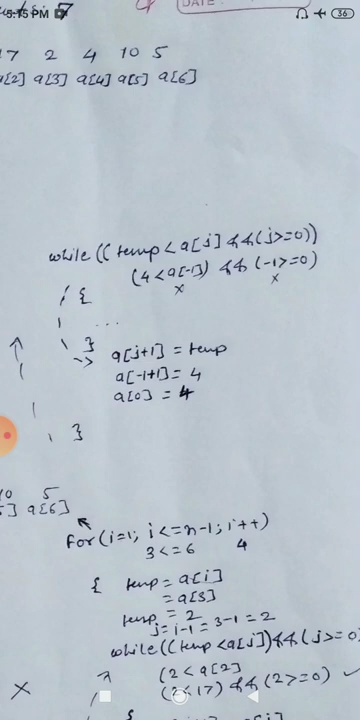 5:15 PM
36
DATE
17 2 4 10 5
a[2] a[3] a[4] a[5] a[6]
while ((temp < a[j] && (j>=0))
(4 < a[-1]) && (-1>=0)
x x
{
...
}
a[j+1] = temp
a[-1+1] = 4
a[0] = 4
}
10 5
5] a[6]
for(i=1; i<=n-1; i++)
3<=6 4
{ temp = a[i]
= a[3]
temp = 2
j=i-1=3-1=2
while((temp <a[j])&&(j>=0
(2 < a[2]
(2<17) && (2>=0) ✓
x
{